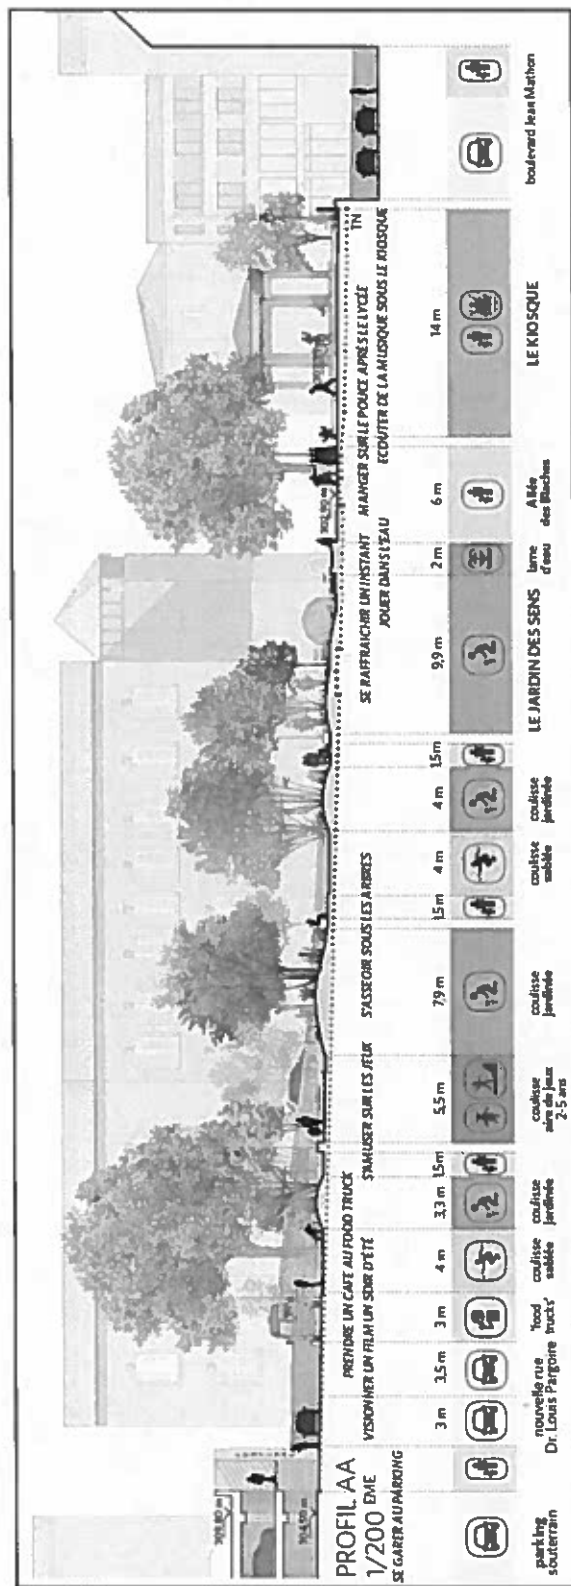 PROFIL AA
1/200 EME
SE GARER AU PARKING
VISIONNER UN FILM UN SOIR D'ÉTÉ
PRENDRE UN CAFE AU FOOD TRUCK
S'AMUSER SUR LES JEUX
S'ASSEOIR SOUS LES ARBRES
SE RAFFRAICHIR UN INSTANT
JOUER DANS L'EAU
MANGER SUR LE POUCE APRÈS LE LYCÉE
ECOUTER DE LA MUSIQUE SOUS LE KIOSQUE
TN
3 m
3,5 m
3 m
4 m
3,3 m
1,5 m
5,5 m
7,9 m
1,5 m
4 m
4 m
1,5 m
9,9 m
2 m
6 m
14 m
parking
souterrain
nouvelle rue
Dr. Louis Pargoire
'food
trucks'
coulisse
sablée
coulisse
jardinée
coulisse
aire de jeux
2-5 ans
coulisse
jardinée
coulisse
sablée
coulisse
jardinée
LE JARDIN DES SENS
lame
d'eau
Allée
des Blaches
LE KIOSQUE
boulevard Jean Mathon